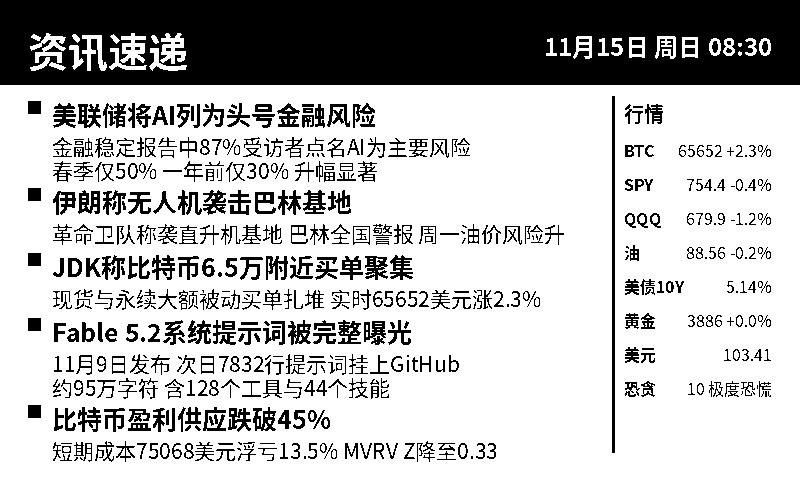 资讯速递
11月15日 周日 08:30
美联储将AI列为头号金融风险
金融稳定报告中87%受访者点名AI为主要风险
春季仅50% 一年前仅30% 升幅显著
伊朗称无人机袭击巴林基地
革命卫队称袭直升机基地 巴林全国警报 周一油价风险升
JDK称比特币6.5万附近买单聚集
现货与永续大额被动买单扎堆 实时65652美元涨2.3%
Fable 5.2系统提示词被完整曝光
11月9日发布 次日7832行提示词挂上GitHub
约95万字符 含128个工具与44个技能
比特币盈利供应跌破45%
短期成本75068美元浮亏13.5% MVRV Z降至0.33
行情
BTC 65652 +2.3%
SPY 754.4 -0.4%
QQQ 679.9 -1.2%
油 88.56 -0.2%
美债10Y 5.14%
黄金 3886 +0.0%
美元 103.41
恐贪 10 极度恐慌